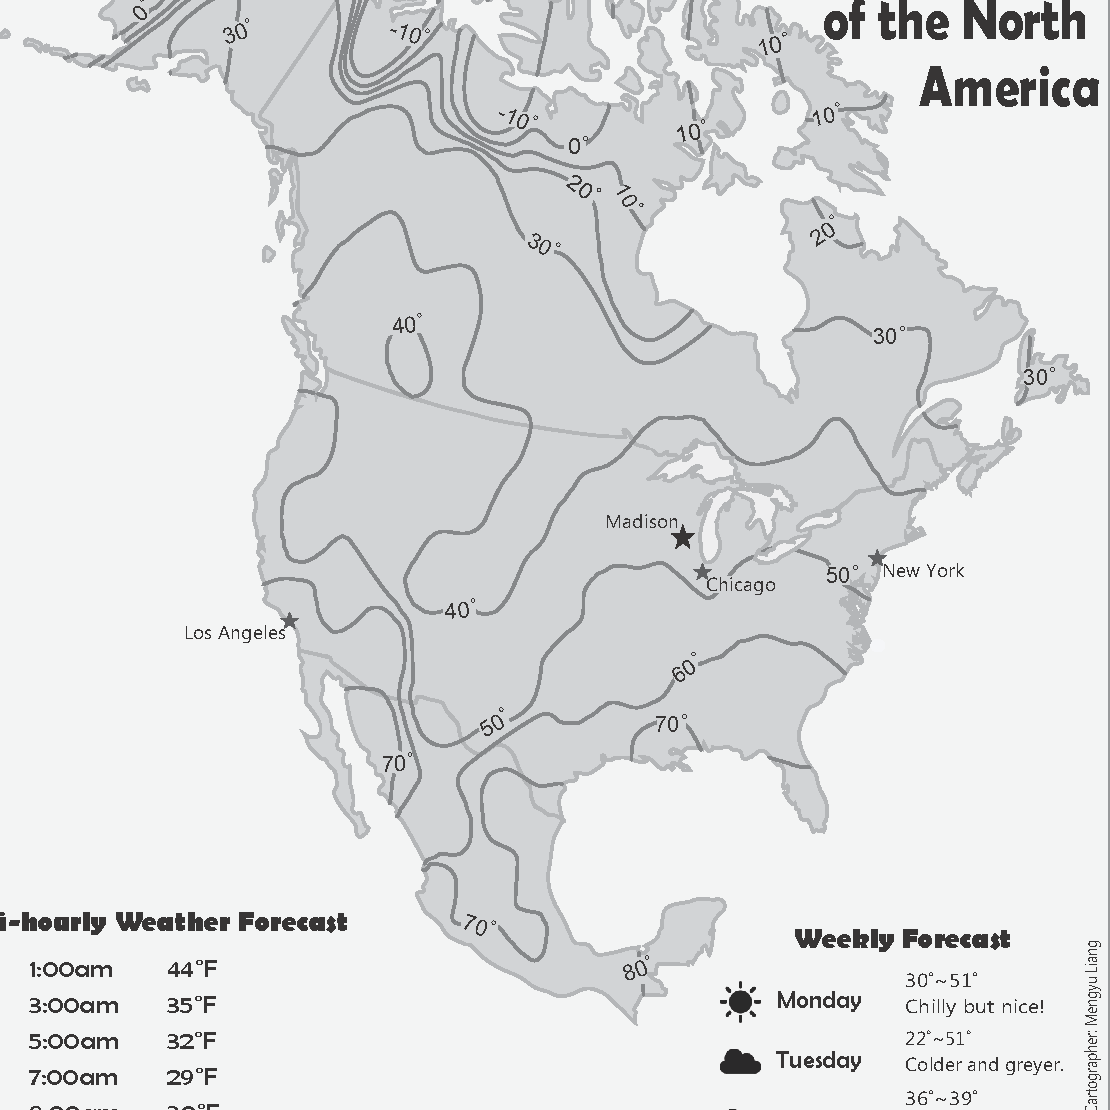 of the North
America
0°
30°
-10°
10°
-10°
0°
10°
-10°
20°
10°
30°
20°
40°
30°
30°
Madison
Chicago
50°
New York
Los Angeles
40°
60°
50°
70°
70°
70°
80°
i-hourly Weather Forecast
1:00am 44°F
3:00am 35°F
5:00am 32°F
7:00am 29°F
Weekly Forecast
Monday
30°~51°
Chilly but nice!
Tuesday
22°~51°
Colder and greyer.
36°~39°
Cartographer: Mengyu Liang